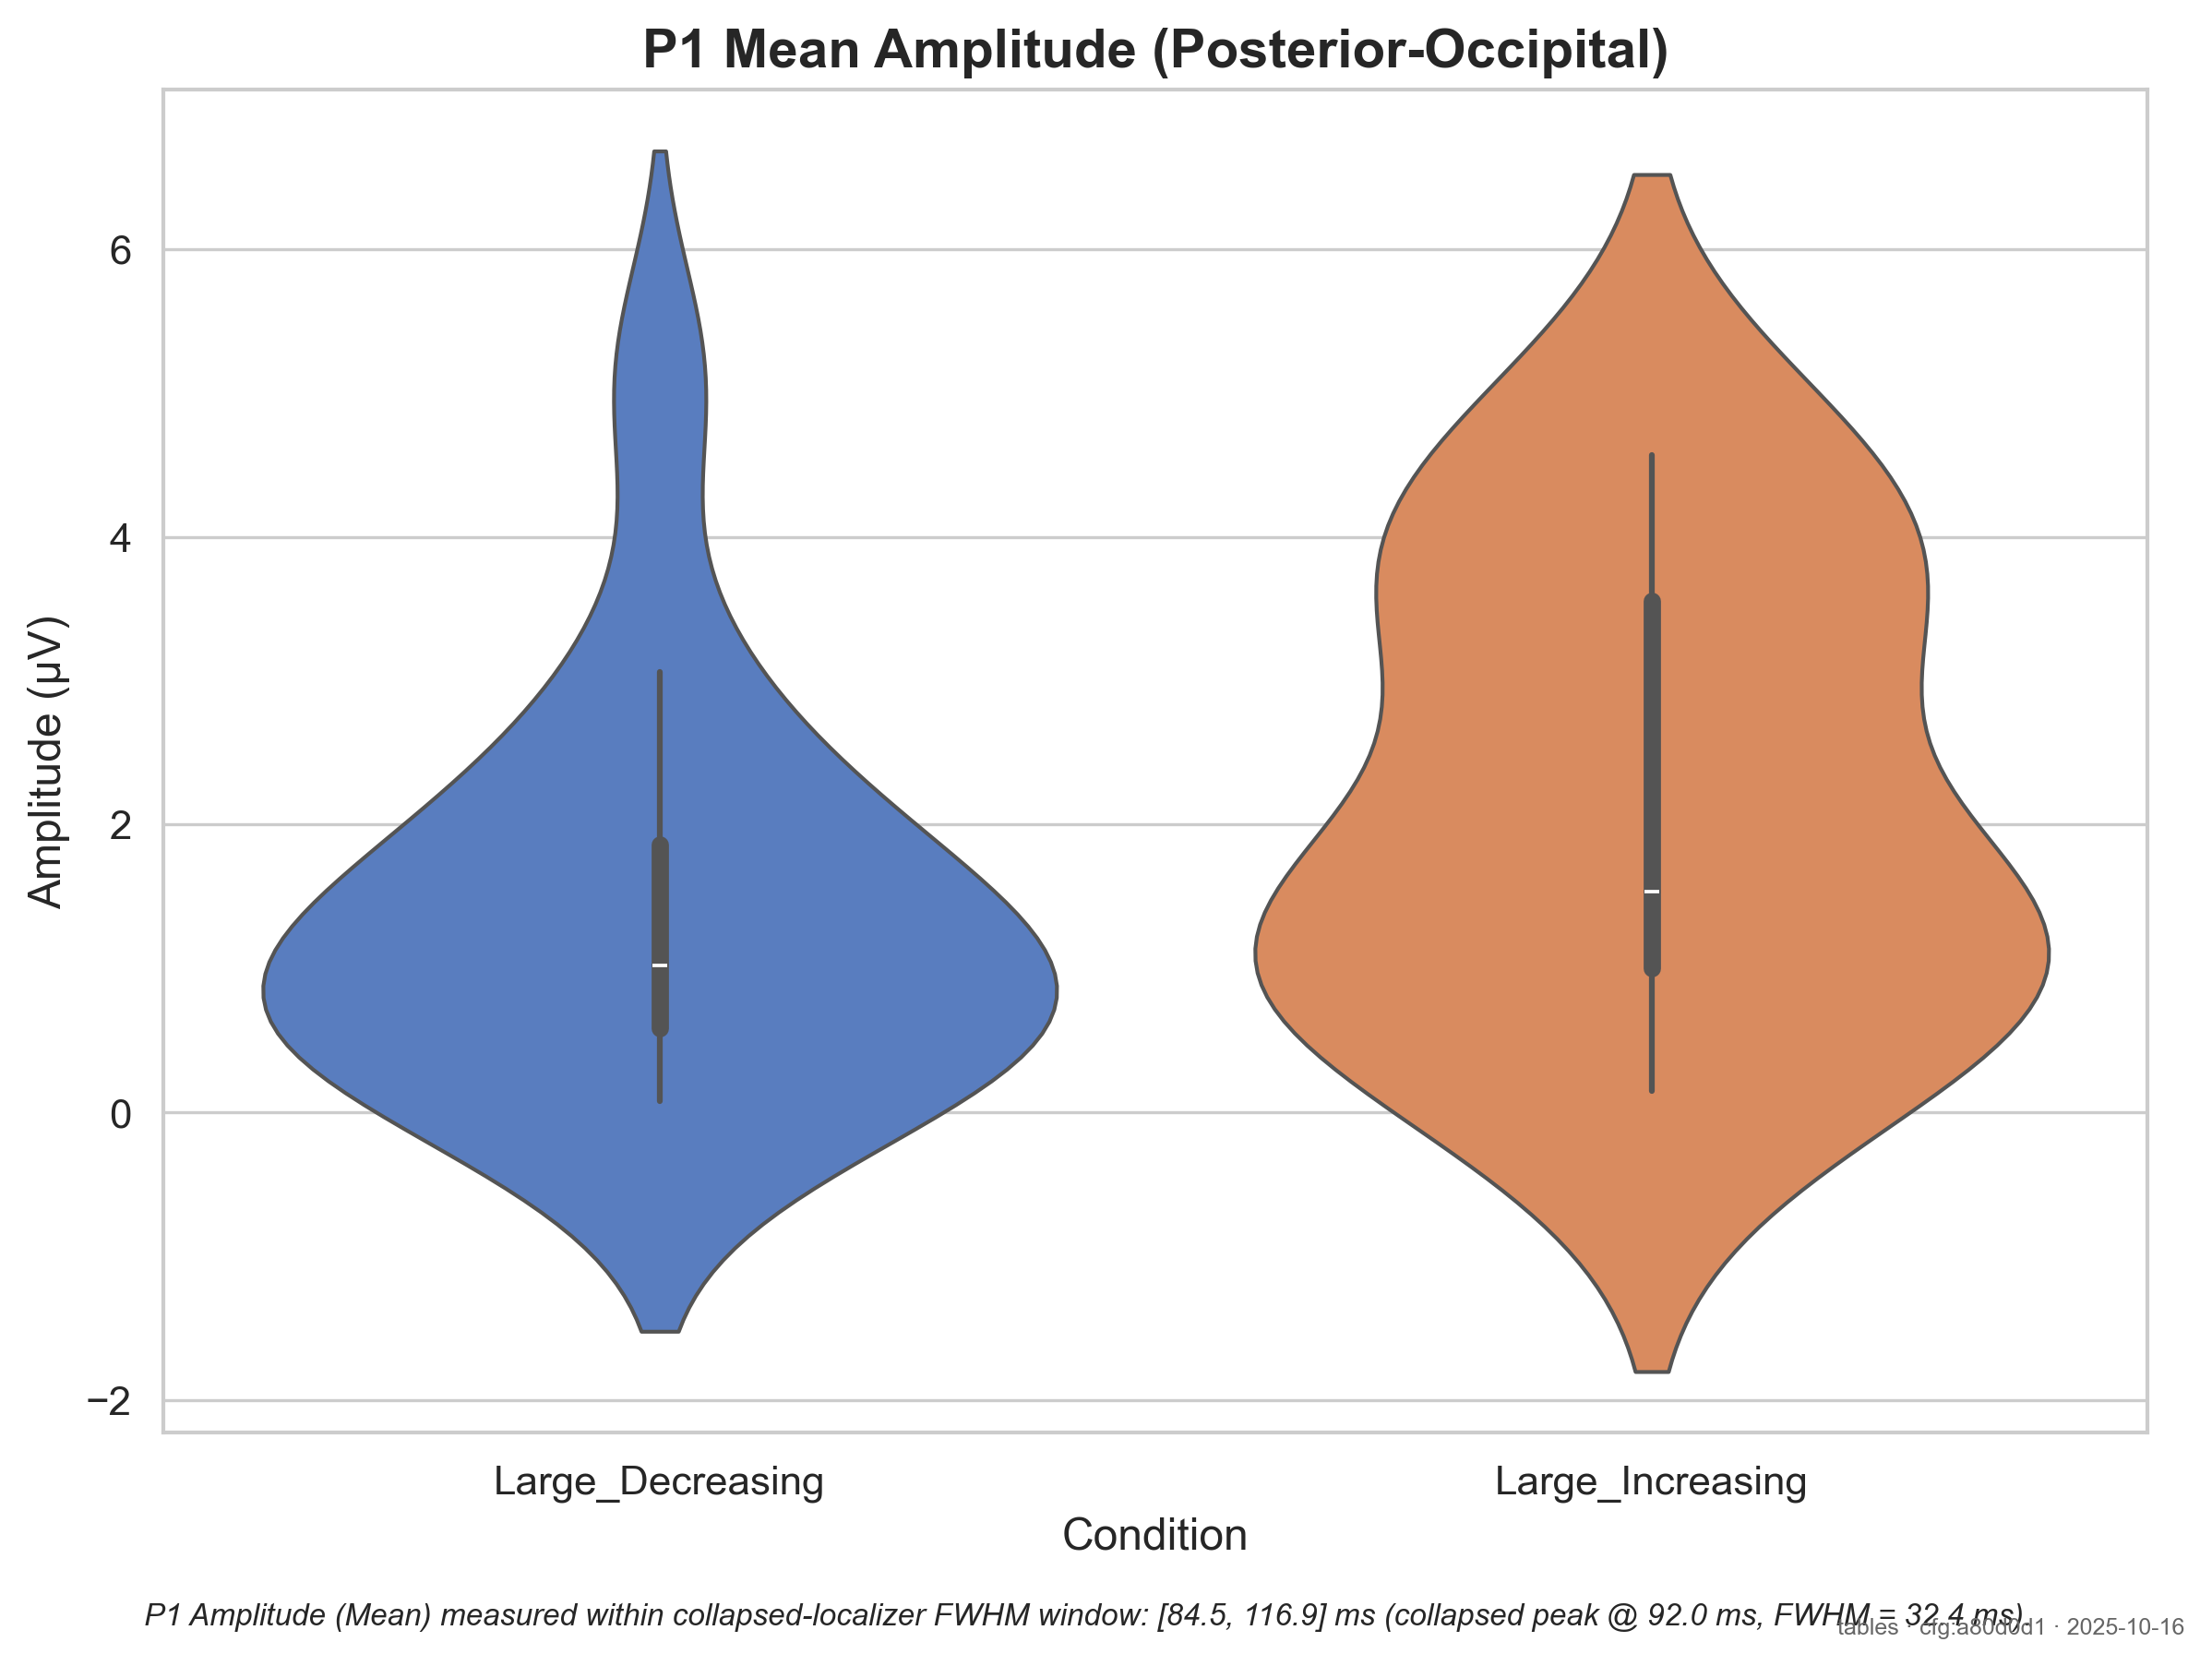 P1 Mean Amplitude (Posterior-Occipital)
Amplitude (µV)
6
4
2
0
−2
Large_Decreasing
Large_Increasing
Condition
P1 Amplitude (Mean) measured within collapsed-localizer FWHM window: [84.5, 116.9] ms (collapsed peak @ 92.0 ms, FWHM = 32.4 ms).
tables · cfg:a80d0d1 · 2025-10-16